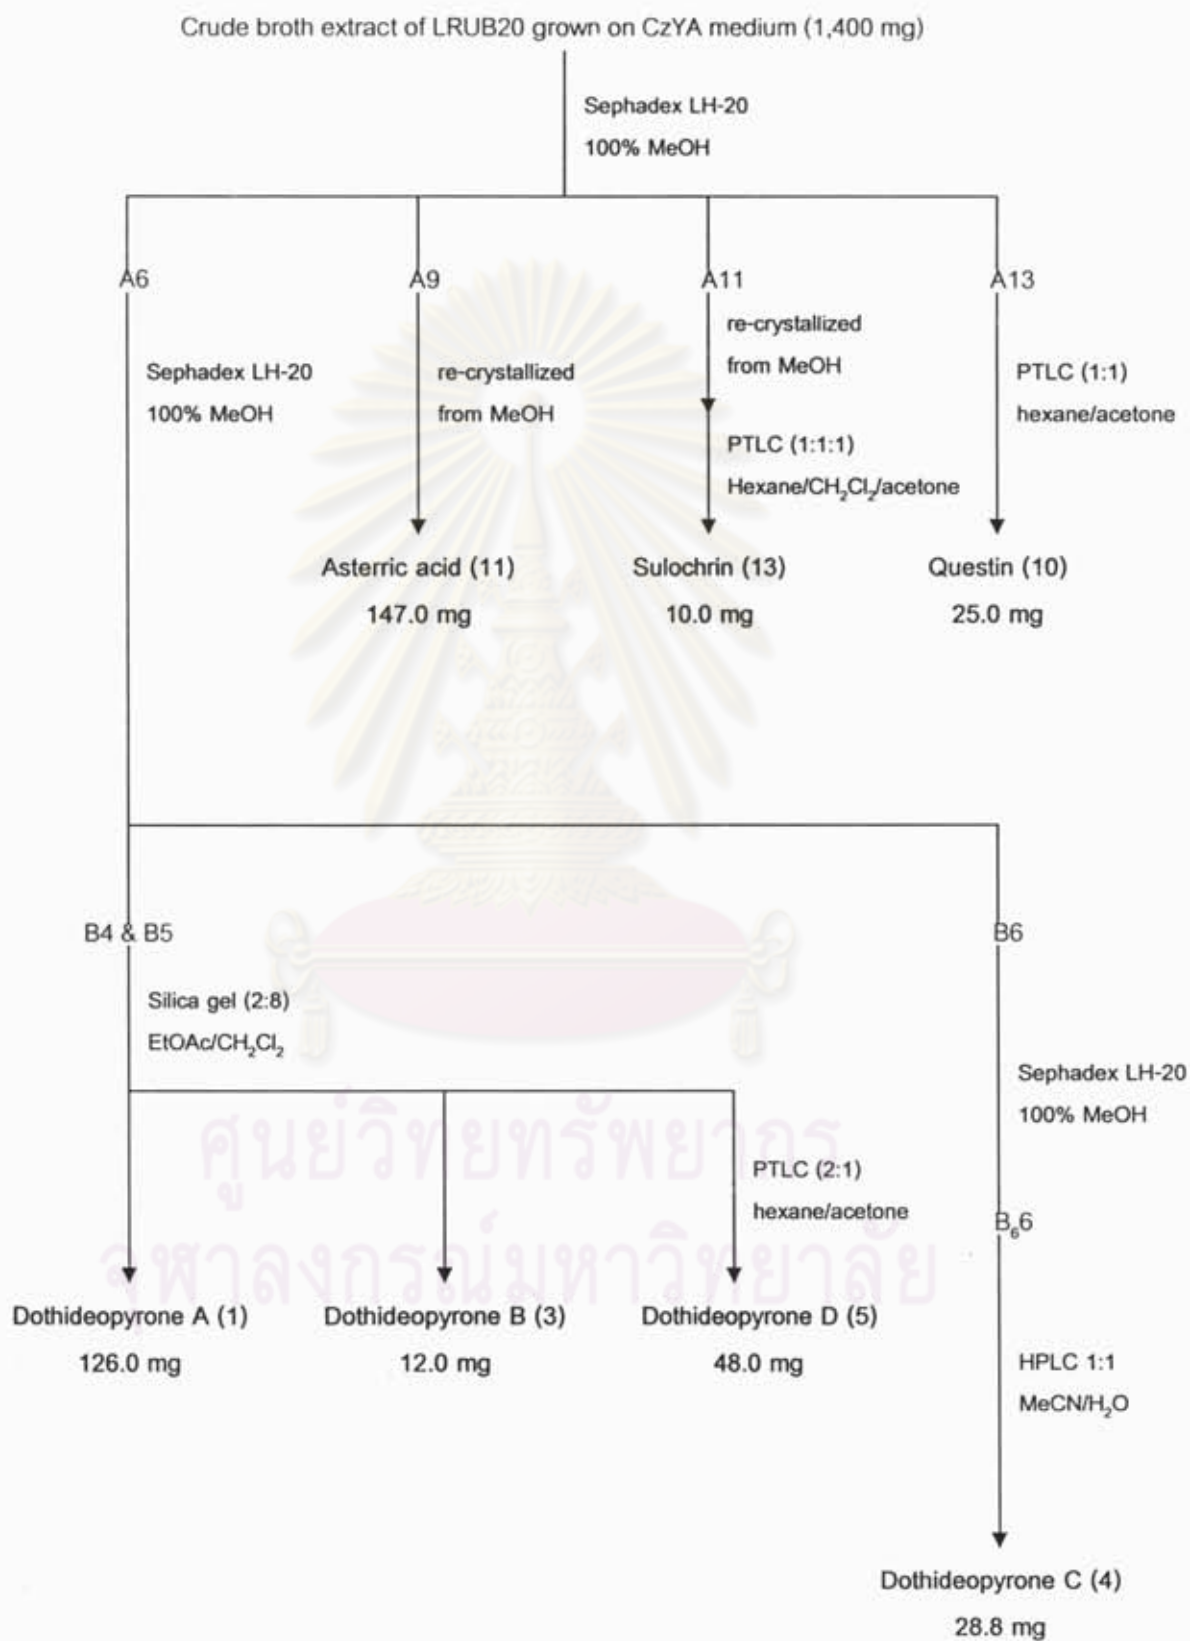 Crude broth extract of LRUB20 grown on CzYA medium (1,400 mg)
Sephadex LH-20
100% MeOH
A6
A9
A11
A13
Sephadex LH-20
100% MeOH
re-crystallized
from MeOH
re-crystallized
from MeOH
PTLC (1:1:1)
Hexane/CH₂Cl₂/acetone
PTLC (1:1)
hexane/acetone
Asterric acid (11)
147.0 mg
Sulochrin (13)
10.0 mg
Questin (10)
25.0 mg
B4 & B5
B6
Silica gel (2:8)
EtOAc/CH₂Cl₂
Sephadex LH-20
100% MeOH
PTLC (2:1)
hexane/acetone
B₆6
ศูนย์วิทยทรัพยากร
จุฬาลงกรณ์มหาวิทยาลัย
Dothideopyrone A (1)
126.0 mg
Dothideopyrone B (3)
12.0 mg
Dothideopyrone D (5)
48.0 mg
HPLC 1:1
MeCN/H₂O
Dothideopyrone C (4)
28.8 mg